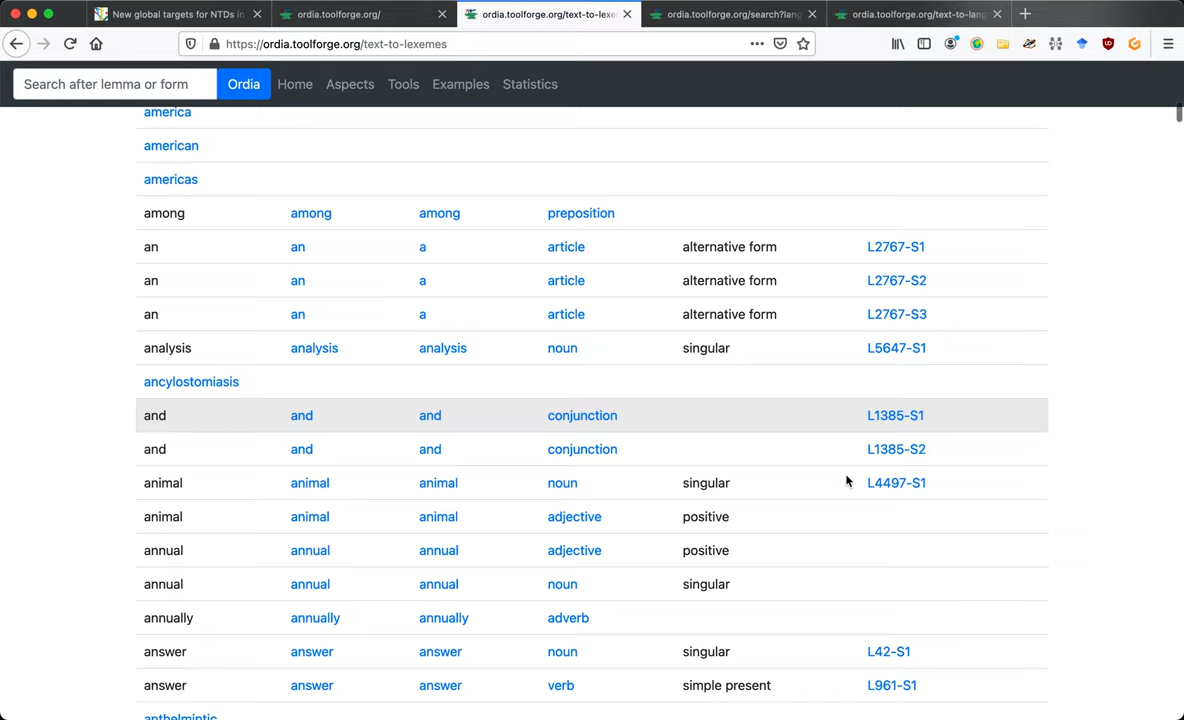 New global targets for NTDs in
ordia.toolforge.org/
ordia.toolforge.org/text-to-lexe
ordia.toolforge.org/search?lang
ordia.toolforge.org/text-to-lang
https://ordia.toolforge.org/text-to-lexemes
Search after lemma or form Ordia Home Aspects Tools Examples Statistics
america
american
americas
among among among preposition
an an a article alternative form L2767-S1
an an a article alternative form L2767-S2
an an a article alternative form L2767-S3
analysis analysis analysis noun singular L5647-S1
ancylostomiasis
and and and conjunction L1385-S1
and and and conjunction L1385-S2
animal animal animal noun singular L4497-S1
animal animal animal adjective positive
annual annual annual adjective positive
annual annual annual noun singular
annually annually annually adverb
answer answer answer noun singular L42-S1
answer answer answer verb simple present L961-S1
anthelmintic